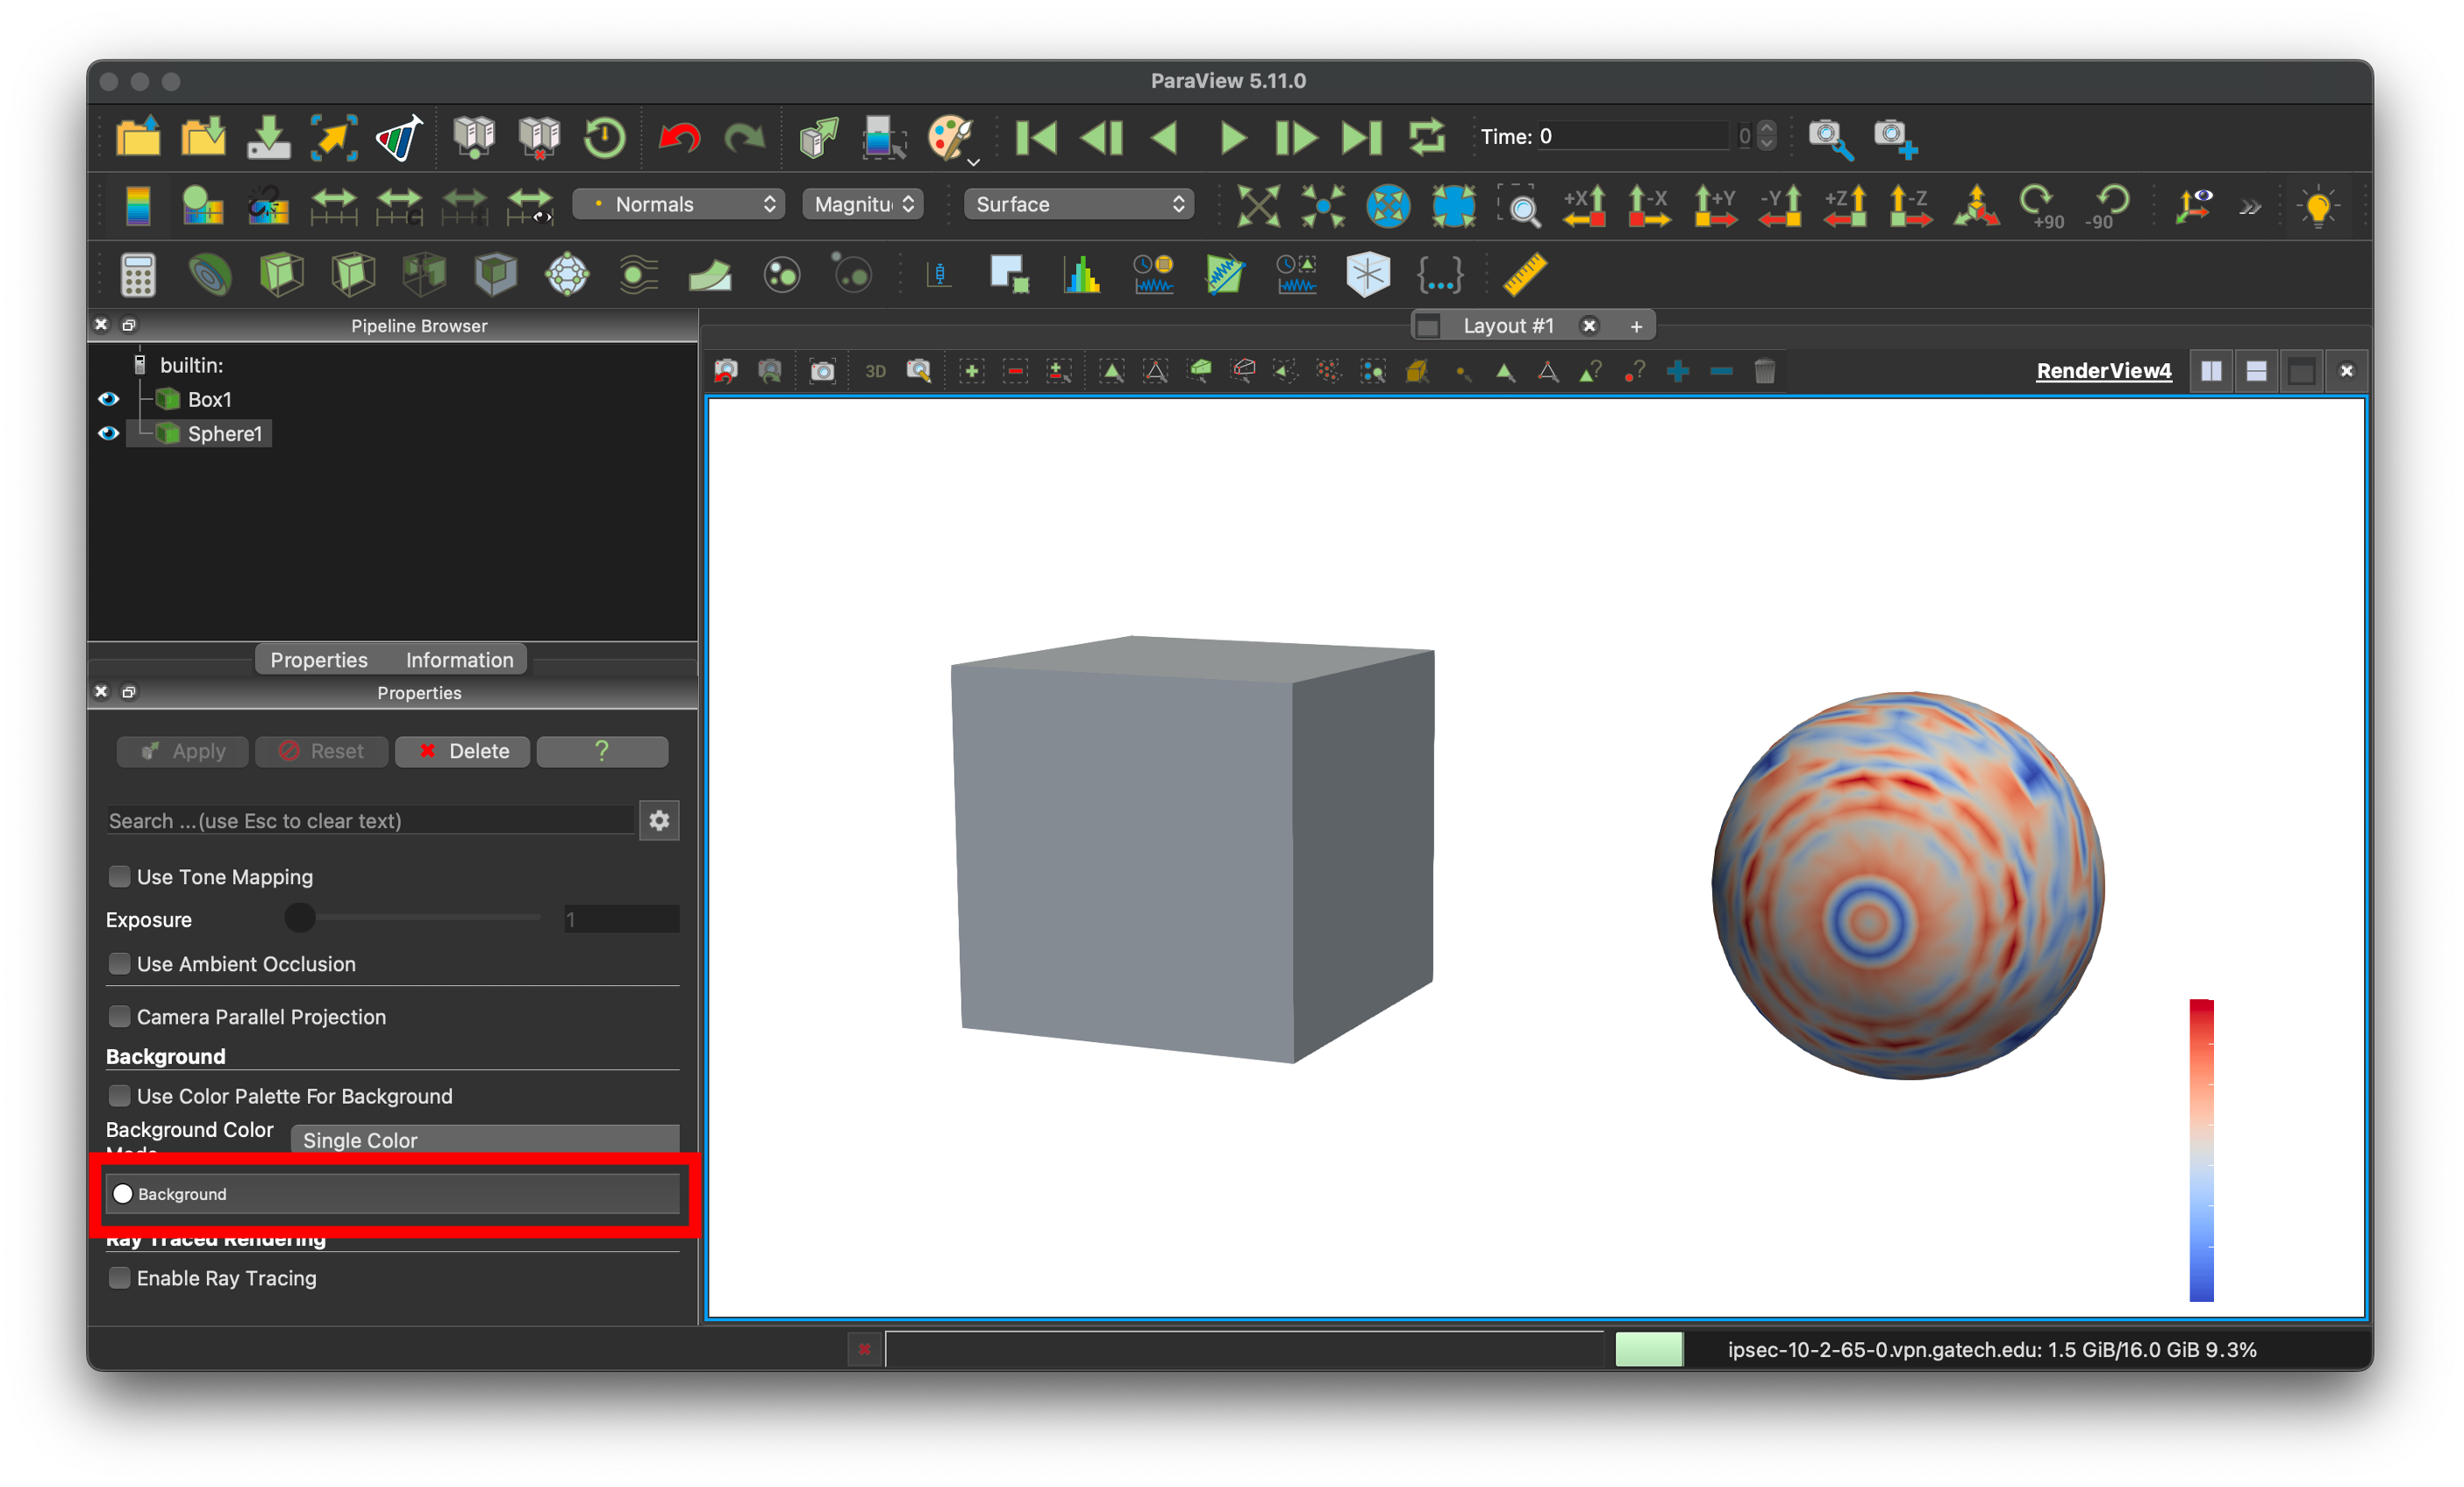 ParaView 5.11.0
Time: 0 0
Normals Magnitu Surface
+X -X +Y -Y +Z -Z +90 -90
Pipeline Browser
Layout #1 +
3D
RenderView4
builtin:
Box1
Sphere1
Properties Information
Properties
Apply Reset Delete ?
Search ...(use Esc to clear text)
Use Tone Mapping
Exposure 1
Use Ambient Occlusion
Camera Parallel Projection
Background
Use Color Palette For Background
Background Color
Single Color
Background
Ray Traced Rendering
Enable Ray Tracing
ipsec-10-2-65-0.vpn.gatech.edu: 1.5 GiB/16.0 GiB 9.3%